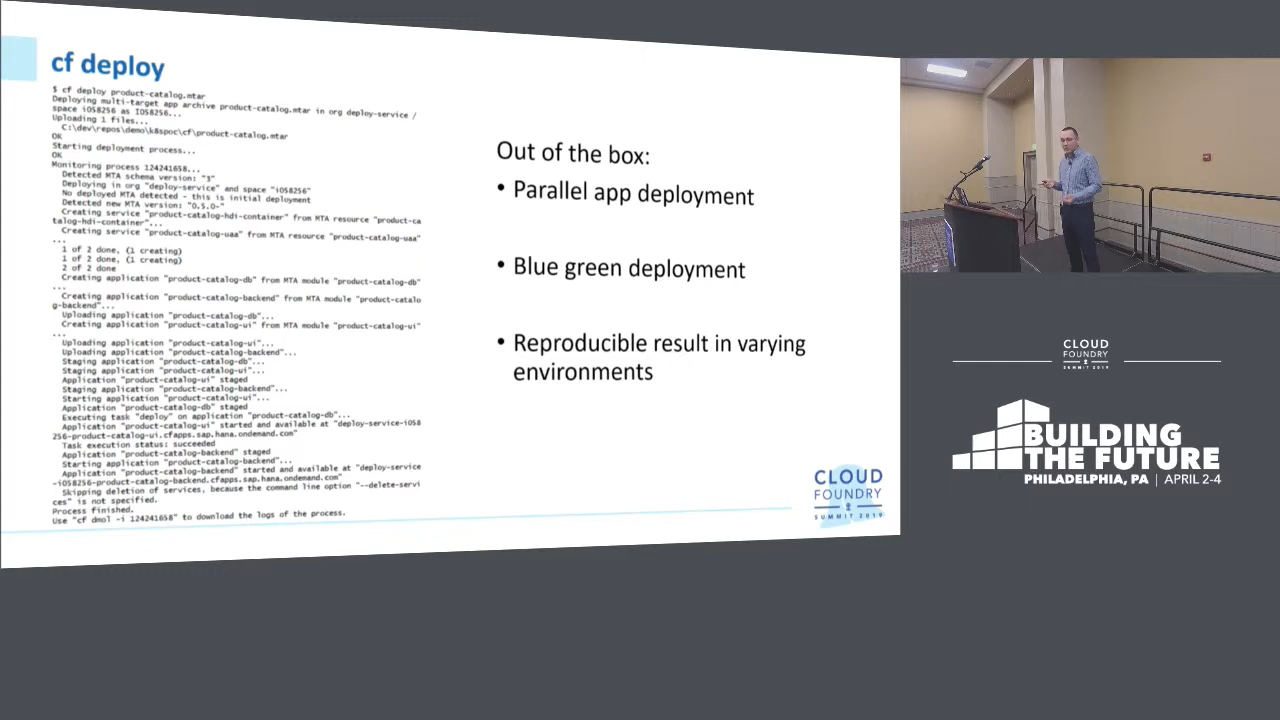 cf deploy
$ cf deploy product-catalog.mtar
Deploying multi-target app archive product-catalog.mtar in org deploy-service /
space i058256 as I058256...
Uploading 1 files...
C:\dev\repos\demo\k8spoc\cf\product-catalog.mtar
OK
Starting deployment process...
OK
Monitoring process 124241658...
Detected MTA schema version: "3"
Deploying in org "deploy-service" and space "i058256"
No deployed MTA detected - this is initial deployment
Detected new MTA version: "0.5.0-"
Creating service "product-catalog-hdi-container" from MTA resource "product-ca
talog-hdi-container"...
Creating service "product-catalog-uaa" from MTA resource "product-catalog-uaa"
...
1 of 2 done, (1 creating)
1 of 2 done, (1 creating)
2 of 2 done
Creating application "product-catalog-db" from MTA module "product-catalog-db"
...
Creating application "product-catalog-backend" from MTA module "product-catalo
g-backend"...
Uploading application "product-catalog-db"...
Creating application "product-catalog-ui" from MTA module "product-catalog-ui"
...
Uploading application "product-catalog-ui"...
Uploading application "product-catalog-backend"...
Staging application "product-catalog-db"...
Staging application "product-catalog-ui"...
Application "product-catalog-ui" staged
Staging application "product-catalog-backend"...
Starting application "product-catalog-ui"...
Application "product-catalog-db" staged
Executing task "deploy" on application "product-catalog-db"...
Application "product-catalog-ui" started and available at "deploy-service-i058
256-product-catalog-ui.cfapps.sap.hana.ondemand.com"
Task execution status: succeeded
Application "product-catalog-backend" staged
Starting application "product-catalog-backend"...
Application "product-catalog-backend" started and available at "deploy-service
-i058256-product-catalog-backend.cfapps.sap.hana.ondemand.com"
Skipping deletion of services, because the command line option "--delete-servi
ces" is not specified.
Process finished.
Use "cf dmol -i 124241658" to download the logs of the process.
Out of the box:
• Parallel app deployment
• Blue green deployment
• Reproducible result in varying
environments
CLOUD
FOUNDRY
SUMMIT 2019
CLOUD
FOUNDRY
SUMMIT 2019
BUILDING
THE FUTURE
PHILADELPHIA, PA | APRIL 2-4